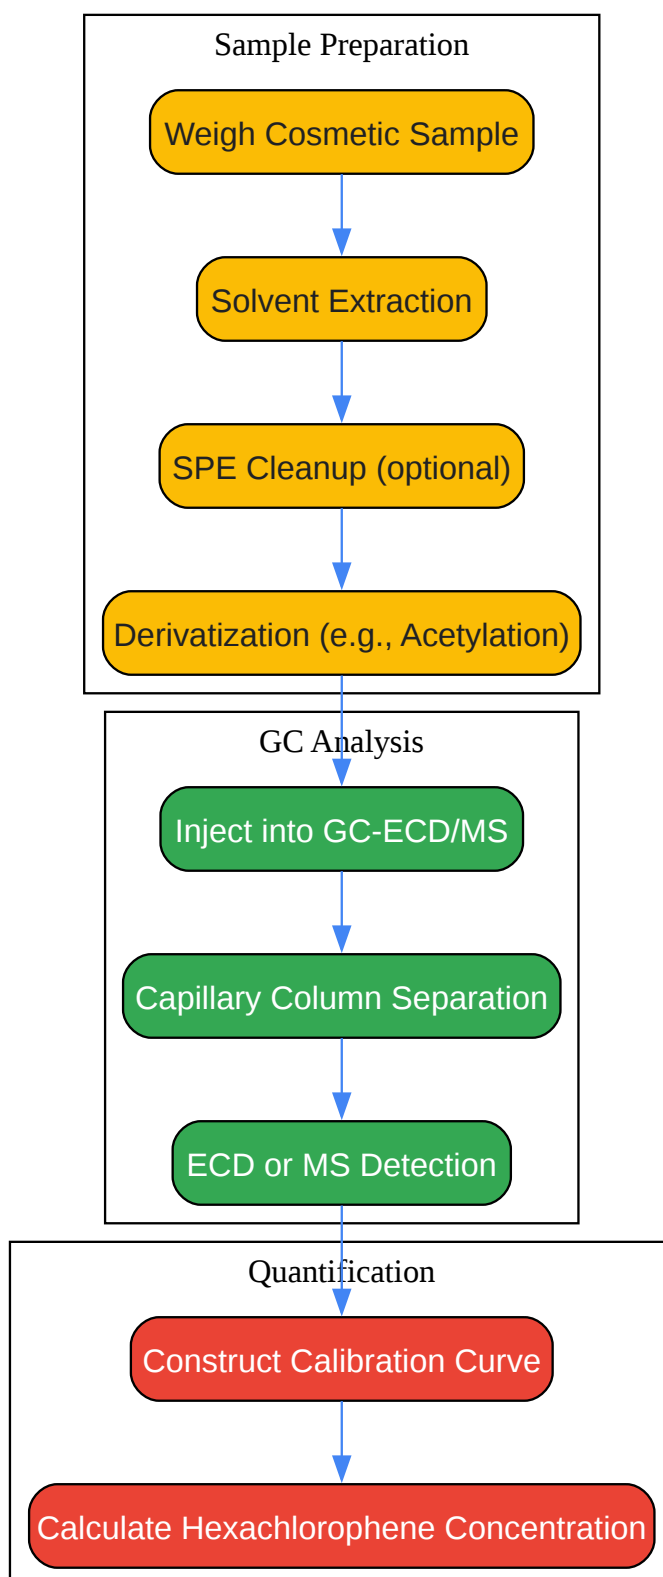 Sample Preparation
Weigh Cosmetic Sample
Solvent Extraction
SPE Cleanup (optional)
Derivatization (e.g., Acetylation)
GC Analysis
Inject into GC-ECD/MS
Capillary Column Separation
ECD or MS Detection
Quantification
Construct Calibration Curve
Calculate Hexachlorophene Concentration